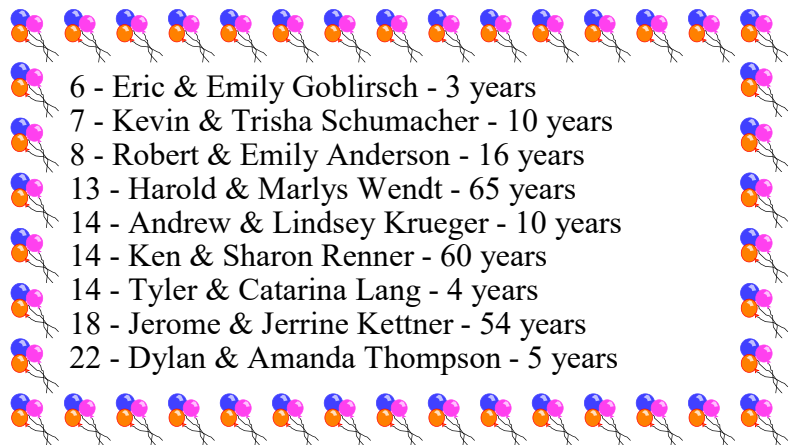 6 - Eric & Emily Goblirsch - 3 years
7 - Kevin & Trisha Schumacher - 10 years
8 - Robert & Emily Anderson - 16 years
13 - Harold & Marlys Wendt - 65 years
14 - Andrew & Lindsey Krueger - 10 years
14 - Ken & Sharon Renner - 60 years
14 - Tyler & Catarina Lang - 4 years
18 - Jerome & Jerrine Kettner - 54 years
22 - Dylan & Amanda Thompson - 5 years